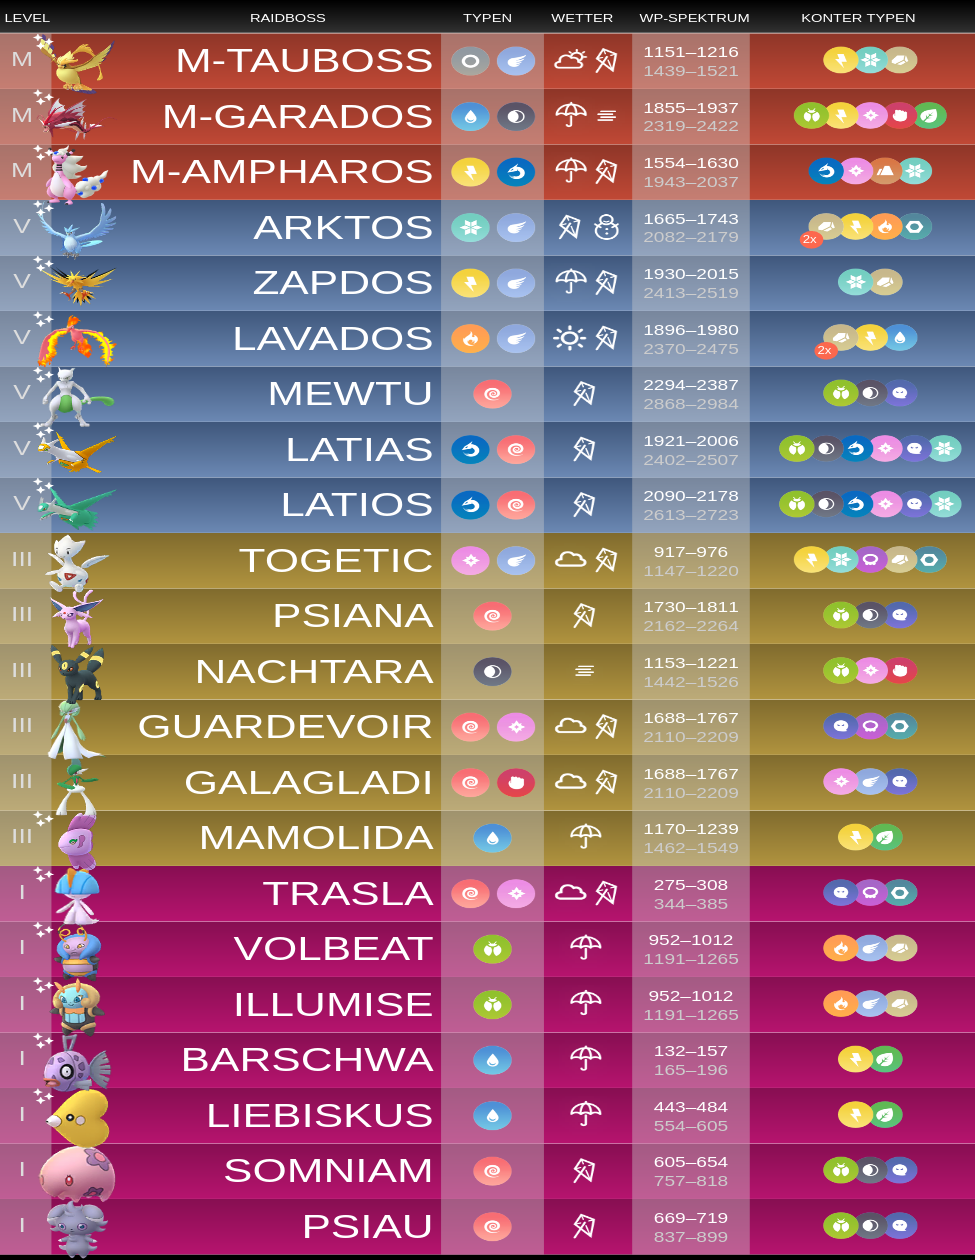 LEVEL RAIDBOSS TYPEN WETTER WP-SPEKTRUM KONTER TYPEN
M M-TAUBOSS 1151–1216
1439–1521
M M-GARADOS 1855–1937
2319–2422
M M-AMPHAROS 1554–1630
1943–2037
V ARKTOS 1665–1743
2082–2179 2x
V ZAPDOS 1930–2015
2413–2519
V LAVADOS 1896–1980
2370–2475 2x
V MEWTU 2294–2387
2868–2984
V LATIAS 1921–2006
2402–2507
V LATIOS 2090–2178
2613–2723
III TOGETIC 917–976
1147–1220
III PSIANA 1730–1811
2162–2264
III NACHTARA 1153–1221
1442–1526
III GUARDEVOIR 1688–1767
2110–2209
III GALAGLADI 1688–1767
2110–2209
III MAMOLIDA 1170–1239
1462–1549
I TRASLA 275–308
344–385
I VOLBEAT 952–1012
1191–1265
I ILLUMISE 952–1012
1191–1265
I BARSCHWA 132–157
165–196
I LIEBISKUS 443–484
554–605
I SOMNIAM 605–654
757–818
I PSIAU 669–719
837–899